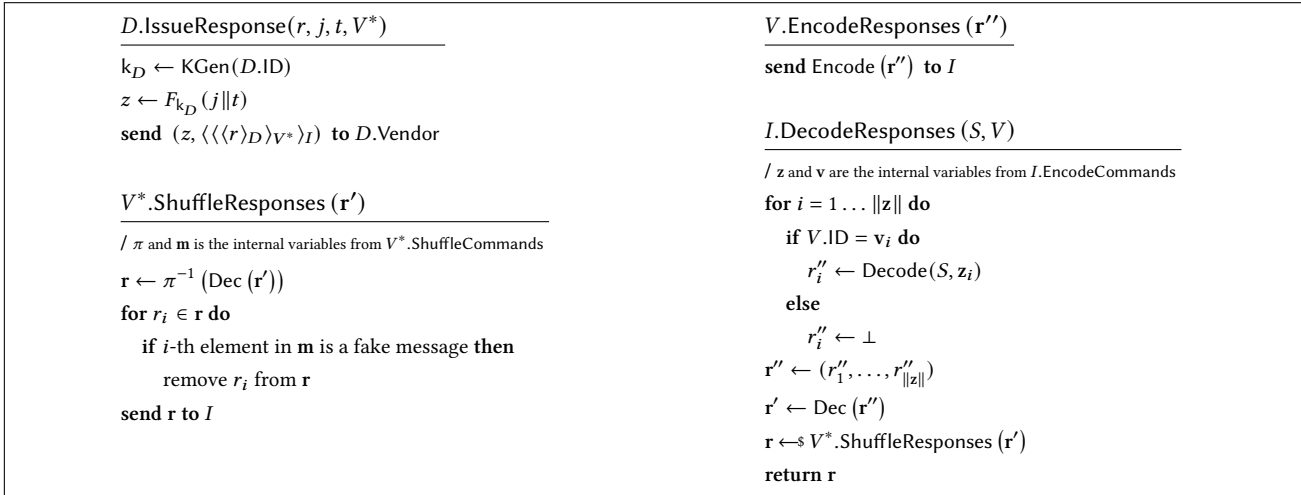 D.IssueResponse(r, j, t, V*)
k_D ← KGen(D.ID)
z ← F_{k_D}(j‖t)
send (z, ⟨⟨⟨r⟩_D⟩_{V*}⟩_I) to D.Vendor
V*.ShuffleResponses (r′)
/ π and m is the internal variables from V*.ShuffleCommands
r ← π⁻¹ (Dec (r′))
for r_i ∈ r do
if i-th element in m is a fake message then
remove r_i from r
send r to I
V.EncodeResponses (r′′)
send Encode (r′′) to I
I.DecodeResponses (S, V)
/ z and v are the internal variables from I.EncodeCommands
for i = 1 . . . ‖z‖ do
if V.ID = v_i do
r′′_i ← Decode(S, z_i)
else
r′′_i ← ⊥
r′′ ← (r′′_1, . . . , r′′_{‖z‖})
r′ ← Dec (r′′)
r ←$ V*.ShuffleResponses (r′)
return r